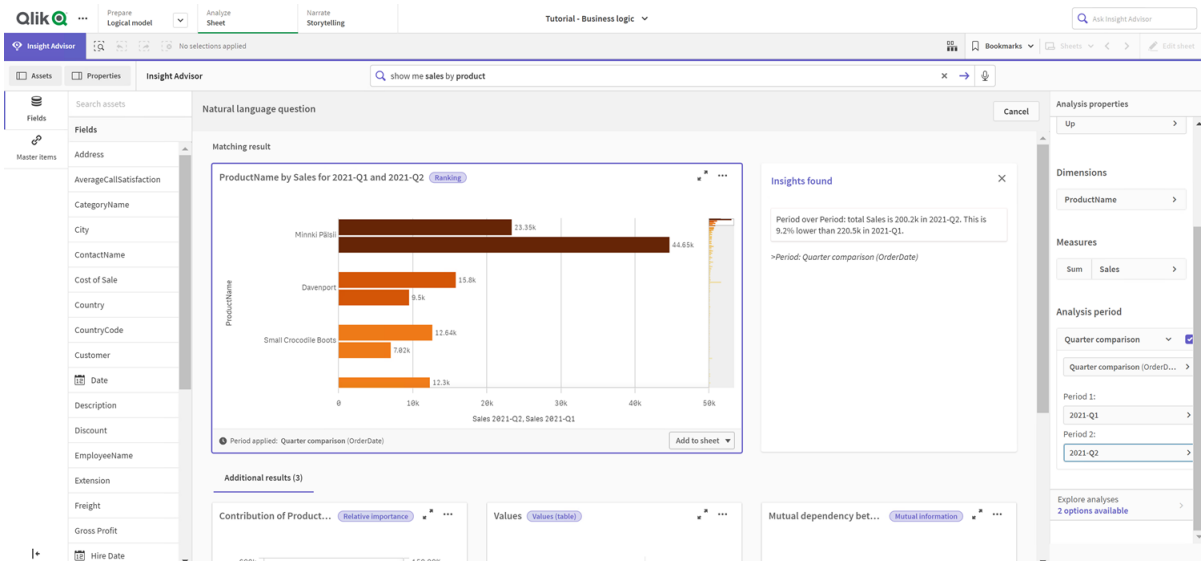 Qlik
Prepare
Logical model
Analyze
Sheet
Narrate
Storytelling
Tutorial - Business logic
Ask Insight Advisor
Insight Advisor
No selections applied
Bookmarks
Sheets
Edit sheet
Assets
Properties
Insight Advisor
show me sales by product
Fields
Master items
Search assets
Fields
Address
AverageCallSatisfaction
CategoryName
City
ContactName
Cost of Sale
Country
CountryCode
Customer
Date
Description
Discount
EmployeeName
Extension
Freight
Gross Profit
Hire Date
Natural language question
Cancel
Matching result
ProductName by Sales for 2021-Q1 and 2021-Q2 Ranking
ProductName
Minnki Pälsii
23.35k
44.65k
Davenport
15.8k
9.5k
Small Crocodile Boots
12.64k
7.02k
12.3k
0 10k 20k 30k 40k 50k
Sales 2021-Q2, Sales 2021-Q1
Period applied: Quarter comparison (OrderDate)
Add to sheet
Insights found
Period over Period: total Sales is 200.2k in 2021-Q2. This is
9.2% lower than 220.5k in 2021-Q1.
>Period: Quarter comparison (OrderDate)
Additional results (3)
Contribution of Product... Relative importance
Values Values (table)
Mutual dependency bet... Mutual information
Analysis properties
Up
Dimensions
ProductName
Measures
Sum Sales
Analysis period
Quarter comparison
Quarter comparison (OrderD...
Period 1:
2021-Q1
Period 2:
2021-Q2
Explore analyses
2 options available